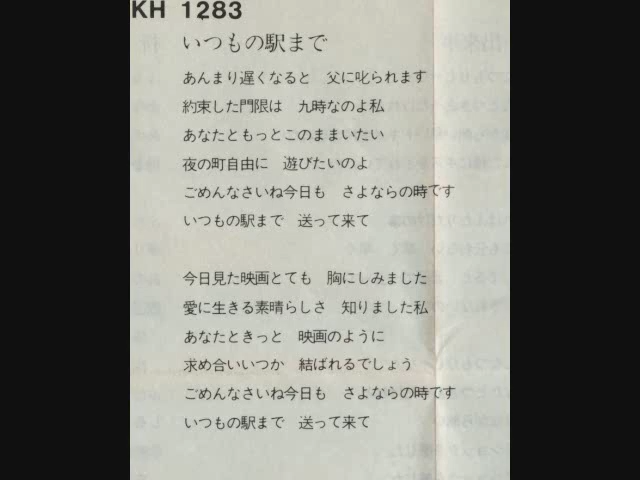 KH 1283
いつもの駅まで
あんまり遅くなると　父に叱られます
約束した門限は　九時なのよ私
あなたともっとこのままいたい
夜の町自由に　遊びたいのよ
ごめんなさいね今日も　さよならの時です
いつもの駅まで　送って来て
今日見た映画とても　胸にしみました
愛に生きる素晴らしさ　知りました私
あなたときっと　映画のように
求め合いいつか　結ばれるでしょう
ごめんなさいね今日も　さよならの時です
いつもの駅まで　送って来て